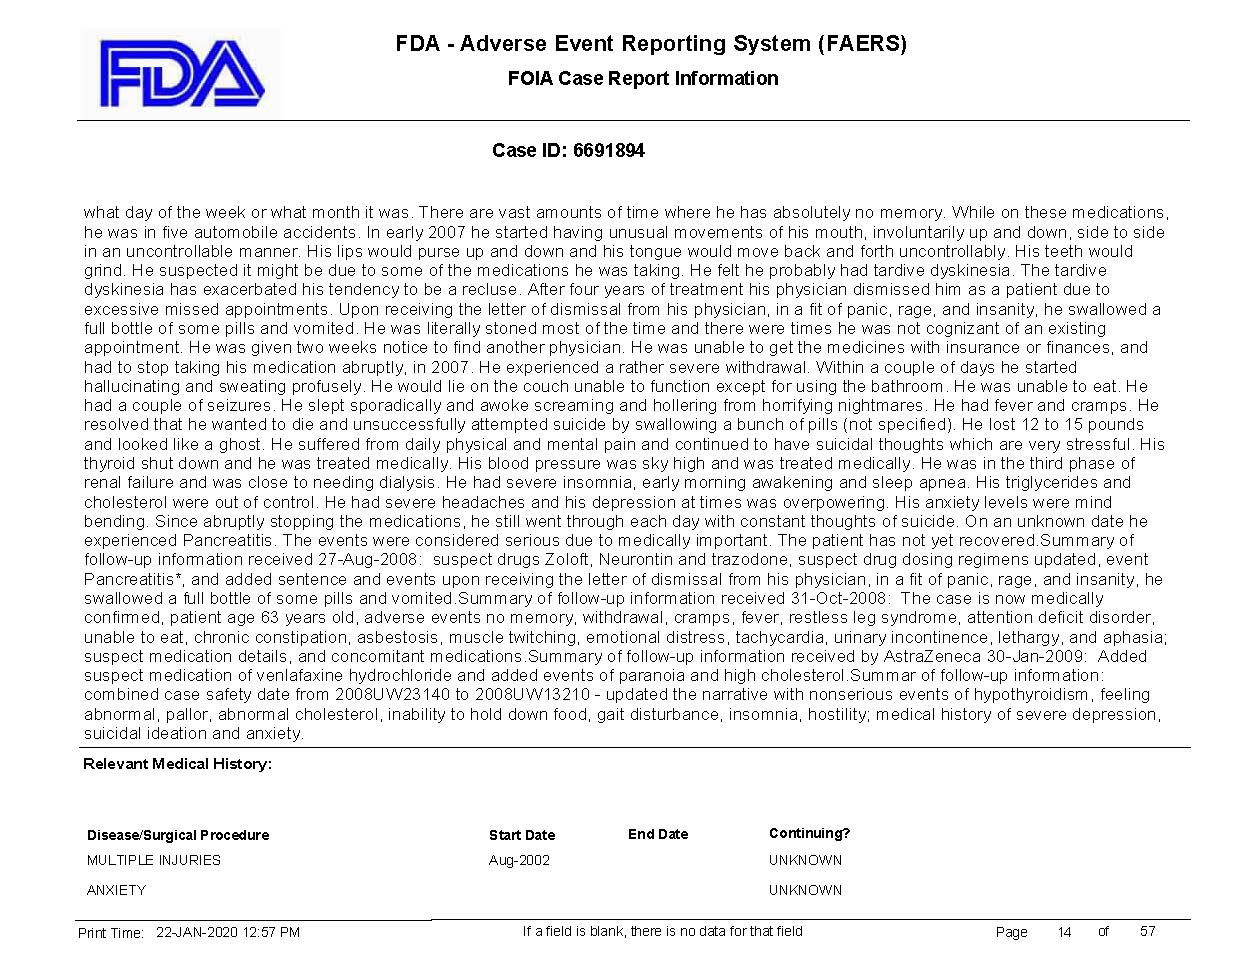 FDA
FDA - Adverse Event Reporting System (FAERS)
FOIA Case Report Information
Case ID: 6691894
what day of the week or what month it was. There are vast amounts of time where he has absolutely no memory. While on these medications,
he was in five automobile accidents. In early 2007 he started having unusual movements of his mouth, involuntarily up and down, side to side
in an uncontrollable manner. His lips would purse up and down and his tongue would move back and forth uncontrollably. His teeth would
grind. He suspected it might be due to some of the medications he was taking. He felt he probably had tardive dyskinesia. The tardive
dyskinesia has exacerbated his tendency to be a recluse. After four years of treatment his physician dismissed him as a patient due to
excessive missed appointments. Upon receiving the letter of dismissal from his physician, in a fit of panic, rage, and insanity, he swallowed a
full bottle of some pills and vomited. He was literally stoned most of the time and there were times he was not cognizant of an existing
appointment. He was given two weeks notice to find another physician. He was unable to get the medicines with insurance or finances, and
had to stop taking his medication abruptly, in 2007. He experienced a rather severe withdrawal. Within a couple of days he started
hallucinating and sweating profusely. He would lie on the couch unable to function except for using the bathroom. He was unable to eat. He
had a couple of seizures. He slept sporadically and awoke screaming and hollering from horrifying nightmares. He had fever and cramps. He
resolved that he wanted to die and unsuccessfully attempted suicide by swallowing a bunch of pills (not specified). He lost 12 to 15 pounds
and looked like a ghost. He suffered from daily physical and mental pain and continued to have suicidal thoughts which are very stressful. His
thyroid shut down and he was treated medically. His blood pressure was sky high and was treated medically. He was in the third phase of
renal failure and was close to needing dialysis. He had severe insomnia, early morning awakening and sleep apnea. His triglycerides and
cholesterol were out of control. He had severe headaches and his depression at times was overpowering. His anxiety levels were mind
bending. Since abruptly stopping the medications, he still went through each day with constant thoughts of suicide. On an unknown date he
experienced Pancreatitis. The events were considered serious due to medically important. The patient has not yet recovered.Summary of
follow-up information received 27-Aug-2008:  suspect drugs Zoloft, Neurontin and trazodone, suspect drug dosing regimens updated, event
Pancreatitis*, and added sentence and events upon receiving the letter of dismissal from his physician, in a fit of panic, rage, and insanity, he
swallowed a full bottle of some pills and vomited.Summary of follow-up information received 31-Oct-2008:  The case is now medically
confirmed, patient age 63 years old, adverse events no memory, withdrawal, cramps, fever, restless leg syndrome, attention deficit disorder,
unable to eat, chronic constipation, asbestosis, muscle twitching, emotional distress, tachycardia, urinary incontinence, lethargy, and aphasia;
suspect medication details, and concomitant medications.Summary of follow-up information received by AstraZeneca 30-Jan-2009:  Added
suspect medication of venlafaxine hydrochloride and added events of paranoia and high cholesterol.Summar of follow-up information:
combined case safety date from 2008UW23140 to 2008UW13210 - updated the narrative with nonserious events of hypothyroidism, feeling
abnormal, pallor, abnormal cholesterol, inability to hold down food, gait disturbance, insomnia, hostility; medical history of severe depression,
suicidal ideation and anxiety.
Relevant Medical History:
Disease/Surgical Procedure Start Date End Date Continuing?
MULTIPLE INJURIES Aug-2002 UNKNOWN
ANXIETY UNKNOWN
Print Time: 22-JAN-2020 12:57 PM If a field is blank, there is no data for that field Page 14 of 57